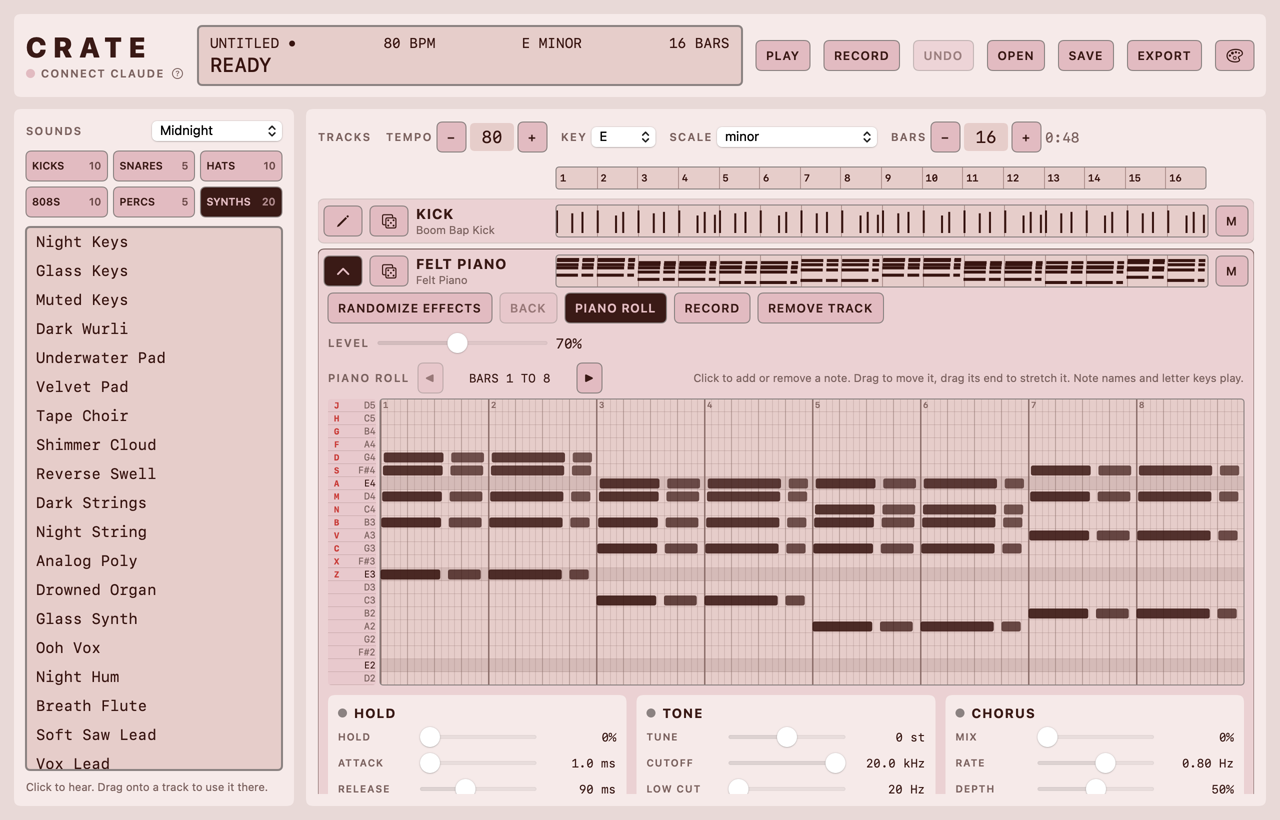 CRATE
CONNECT CLAUDE ?
UNTITLED • 80 BPM E MINOR 16 BARS
READY
PLAY RECORD UNDO OPEN SAVE EXPORT
SOUNDS Midnight
KICKS 10 SNARES 5 HATS 10
808S 10 PERCS 5 SYNTHS 20
Night Keys
Glass Keys
Muted Keys
Dark Wurli
Underwater Pad
Velvet Pad
Tape Choir
Shimmer Cloud
Reverse Swell
Dark Strings
Night String
Analog Poly
Drowned Organ
Glass Synth
Ooh Vox
Night Hum
Breath Flute
Soft Saw Lead
Vox Lead
Click to hear. Drag onto a track to use it there.
TRACKS TEMPO − 80 + KEY E SCALE minor BARS − 16 + 0:48
1 2 3 4 5 6 7 8 9 10 11 12 13 14 15 16
KICK
Boom Bap Kick
M
FELT PIANO
Felt Piano
M
RANDOMIZE EFFECTS BACK PIANO ROLL RECORD REMOVE TRACK
LEVEL 70%
PIANO ROLL ◀ BARS 1 TO 8 ▶ Click to add or remove a note. Drag to move it, drag its end to stretch it. Note names and letter keys play.
1 2 3 4 5 6 7 8
J D5
H C5
G B4
F A4
D G4
S F#4
A E4
M D4
N C4
B B3
V A3
C G3
X F#3
Z E3
D3
C3
B2
A2
G2
F#2
E2
D2
HOLD
HOLD 0%
ATTACK 1.0 ms
RELEASE 90 ms
TONE
TUNE 0 st
CUTOFF 20.0 kHz
LOW CUT 20 Hz
CHORUS
MIX 0%
RATE 0.80 Hz
DEPTH 50%